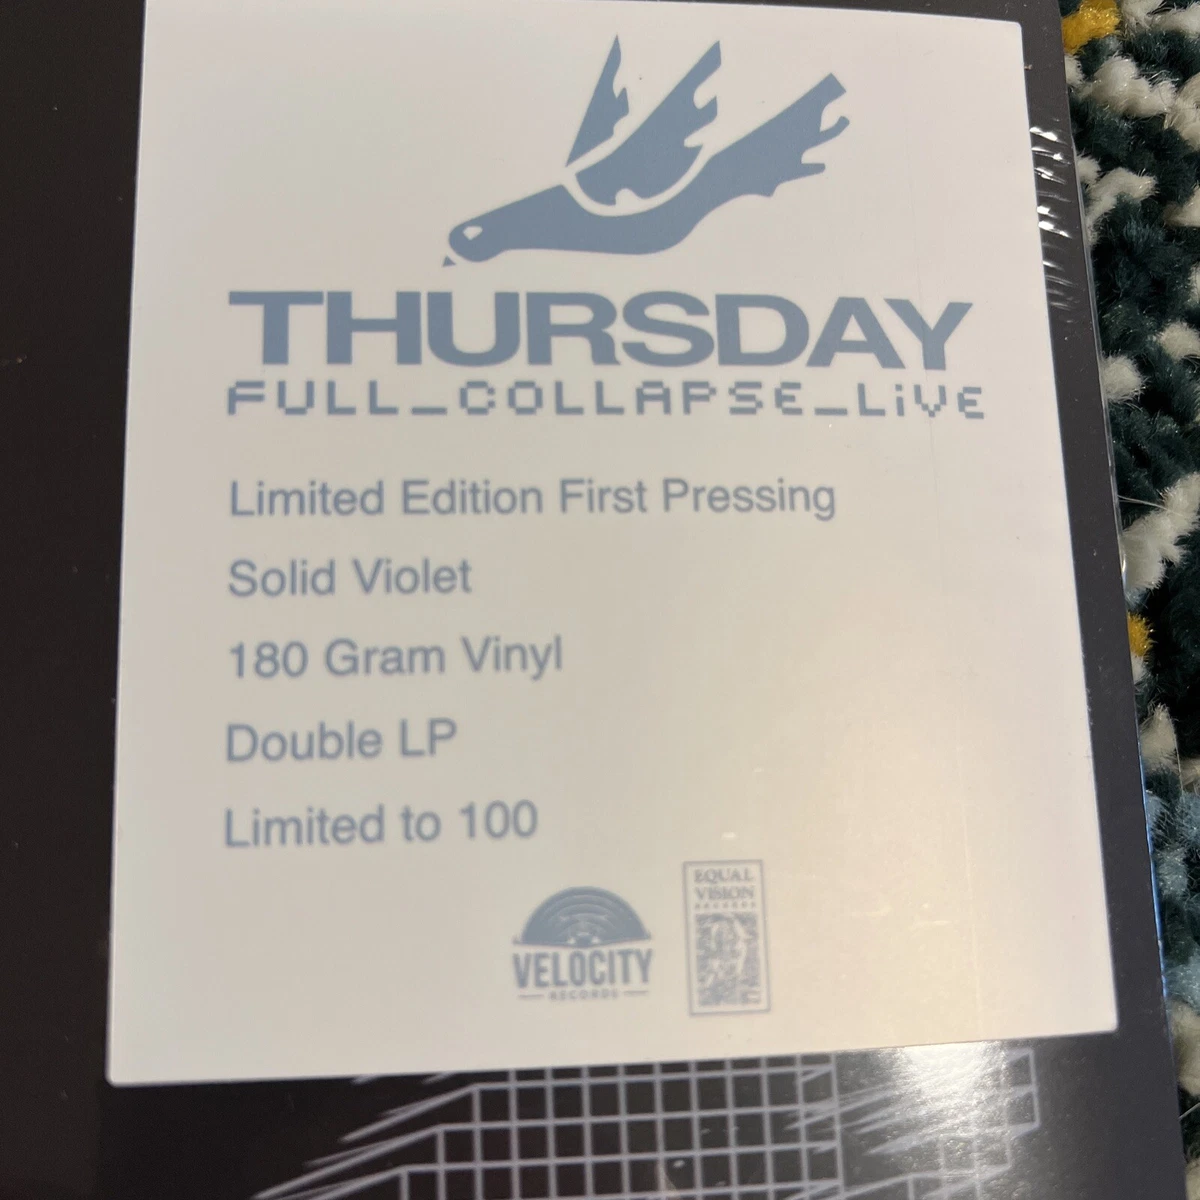 THURSDAY
FULL_COLLAPSE_LiVE
Limited Edition First Pressing
Solid Violet
180 Gram Vinyl
Double LP
Limited to 100
EQUAL
VISION
RECORDS
VELOCITY
RECORDS